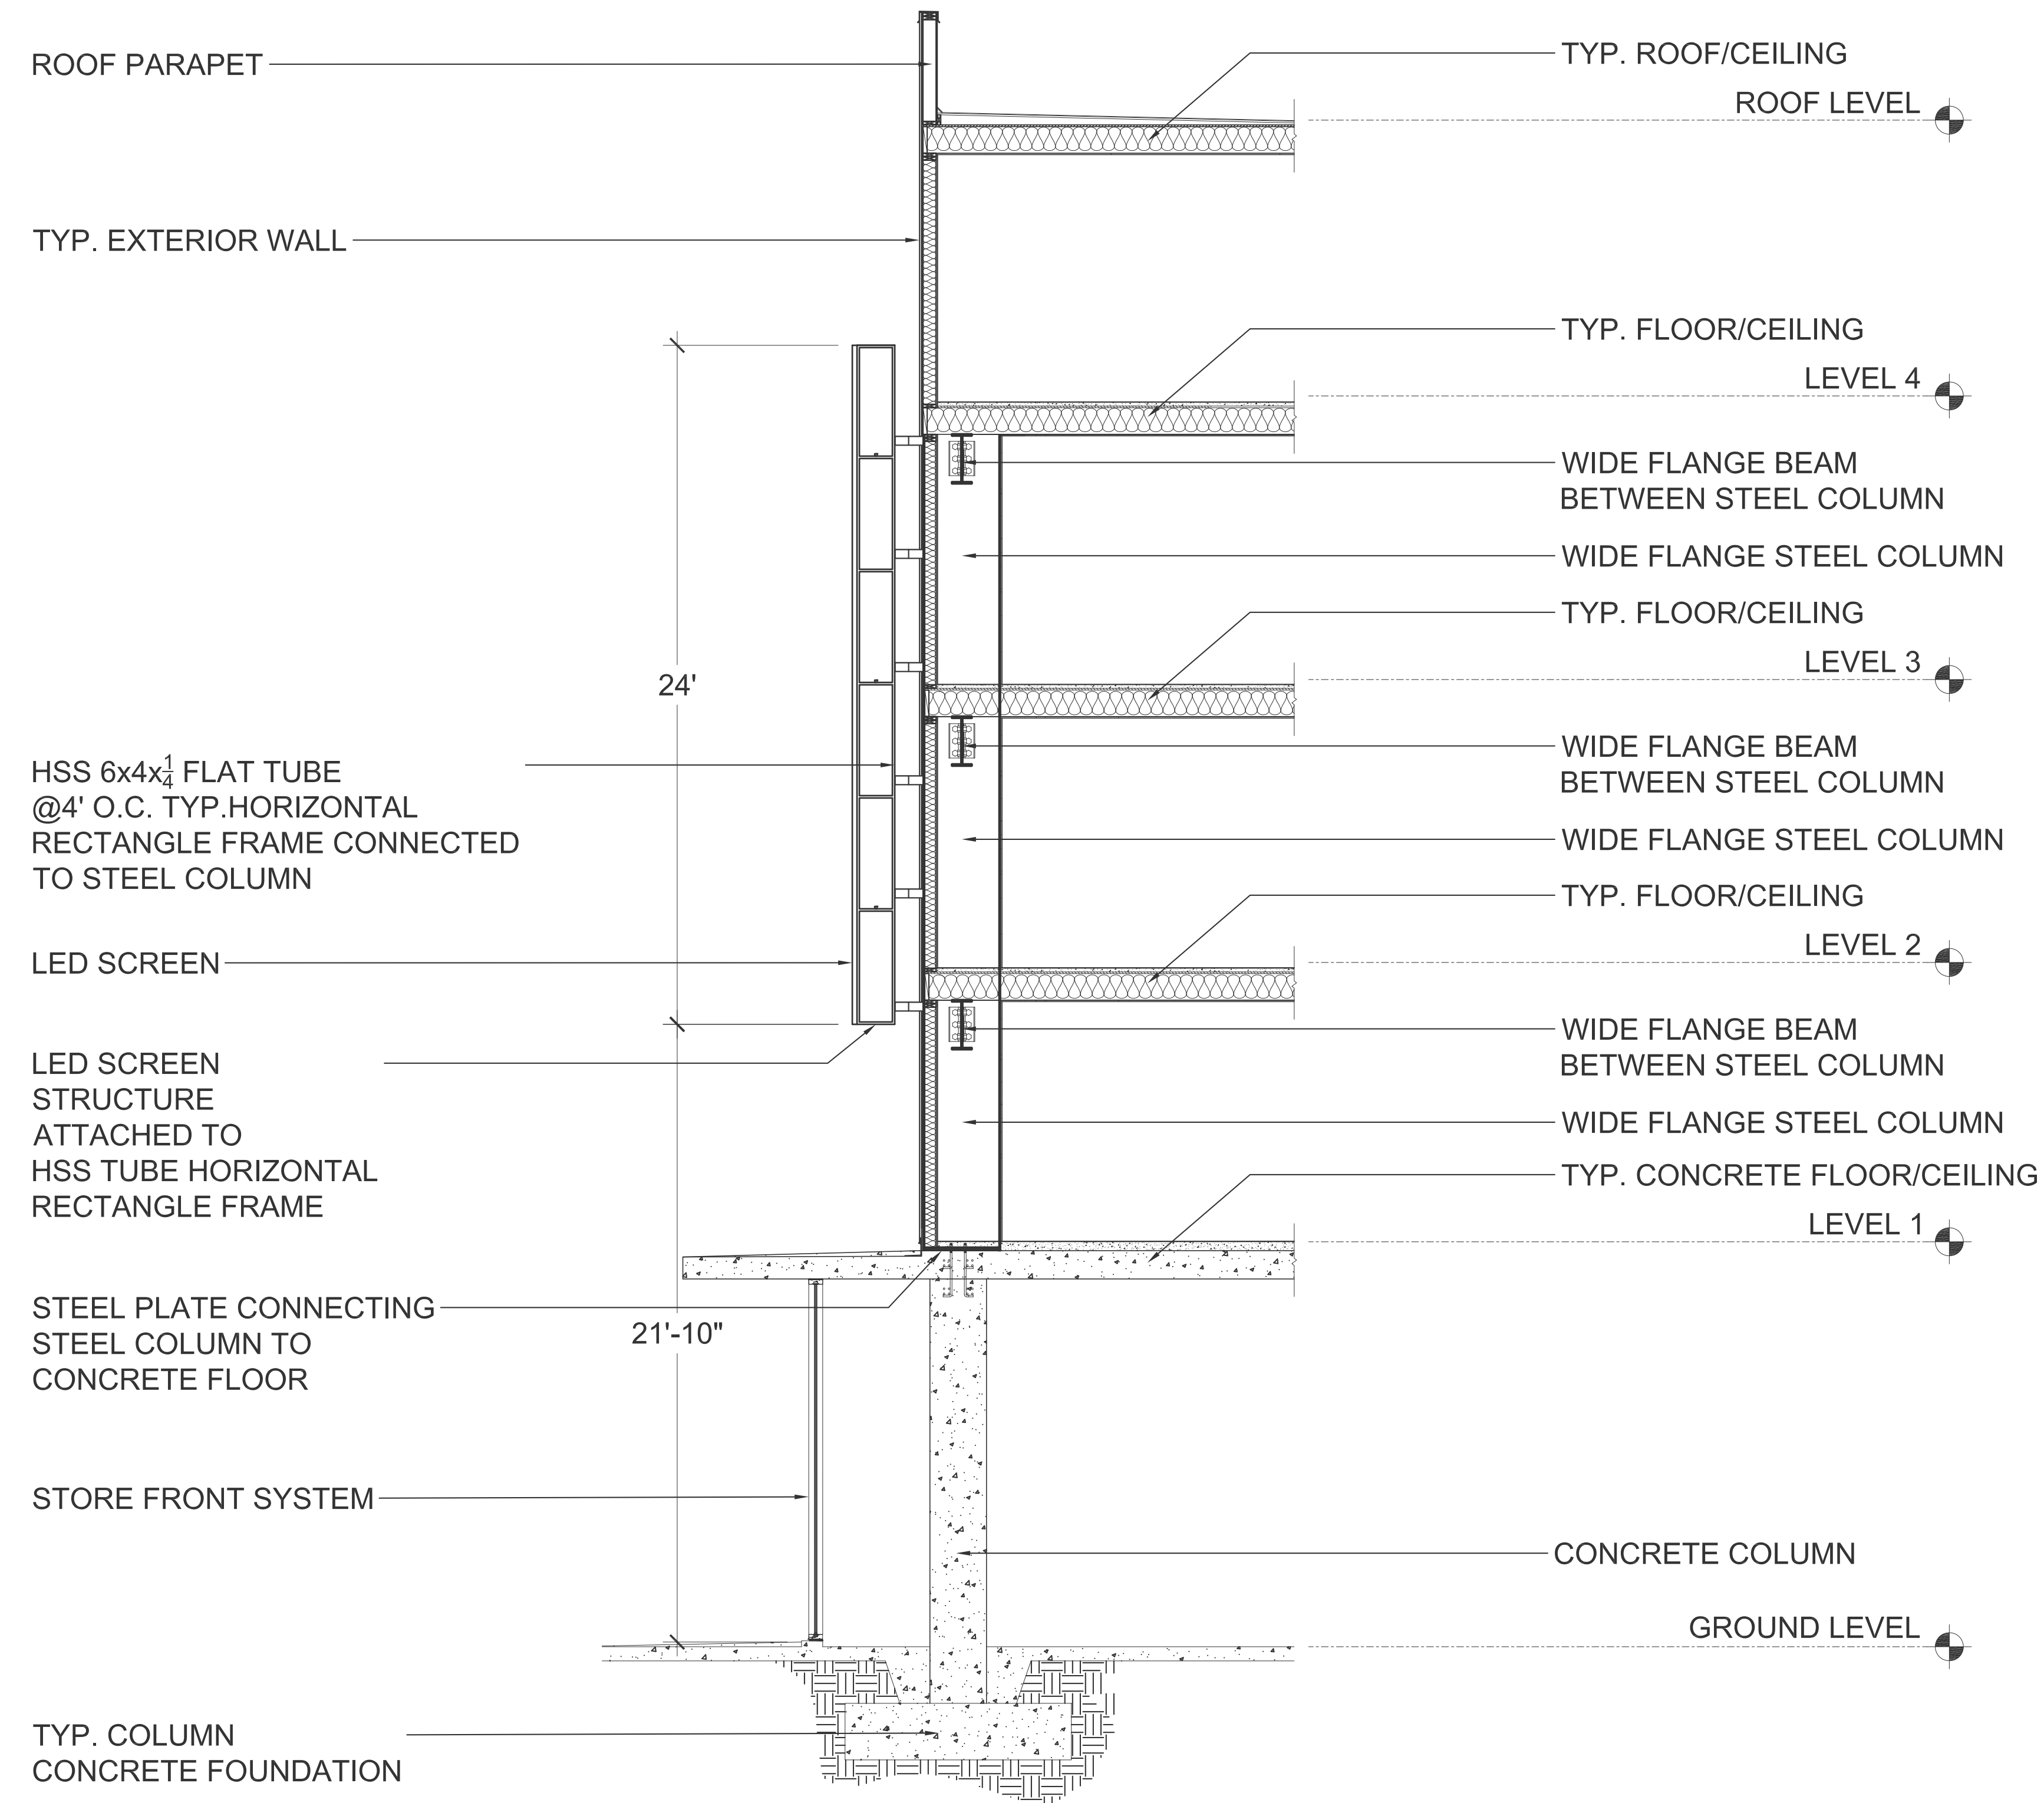 ROOF PARAPET
TYP. ROOF/CEILING
ROOF LEVEL
TYP. EXTERIOR WALL
TYP. FLOOR/CEILING
LEVEL 4
WIDE FLANGE BEAM
BETWEEN STEEL COLUMN
WIDE FLANGE STEEL COLUMN
TYP. FLOOR/CEILING
LEVEL 3
24'
WIDE FLANGE BEAM
BETWEEN STEEL COLUMN
HSS 6x4x1/4 FLAT TUBE
@4' O.C. TYP.HORIZONTAL
RECTANGLE FRAME CONNECTED
TO STEEL COLUMN
WIDE FLANGE STEEL COLUMN
TYP. FLOOR/CEILING
LEVEL 2
LED SCREEN
WIDE FLANGE BEAM
BETWEEN STEEL COLUMN
LED SCREEN
STRUCTURE
ATTACHED TO
HSS TUBE HORIZONTAL
RECTANGLE FRAME
WIDE FLANGE STEEL COLUMN
TYP. CONCRETE FLOOR/CEILING
LEVEL 1
STEEL PLATE CONNECTING
STEEL COLUMN TO
CONCRETE FLOOR
21'-10"
STORE FRONT SYSTEM
CONCRETE COLUMN
GROUND LEVEL
TYP. COLUMN
CONCRETE FOUNDATION